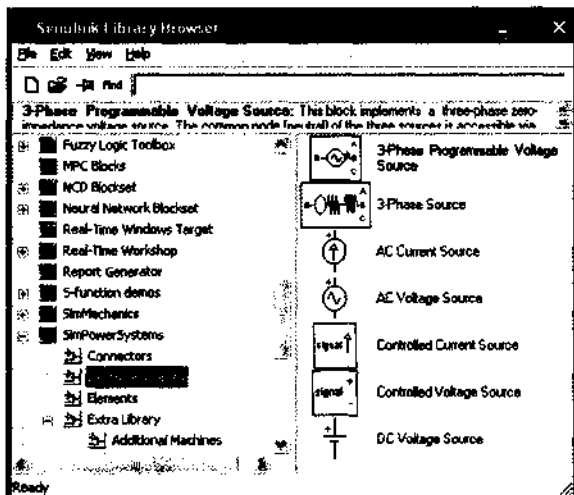 Simulink Library Browser
File Edit View Help
Find
3-Phase Programmable Voltage Source: This block implements a three-phase zero-
impedance voltage source. The common node (neutral) of the three sources is accessible via
Fuzzy Logic Toolbox
MPC Blocks
NCD Blockset
Neural Network Blockset
Real-Time Windows Target
Real-Time Workshop
Report Generator
S-function demos
SimMechanics
SimPowerSystems
Connectors
Elements
Extra Library
Additional Machines
3-Phase Programmable Voltage
Source
3-Phase Source
AC Current Source
AC Voltage Source
signal
Controlled Current Source
signal
Controlled Voltage Source
DC Voltage Source
Ready